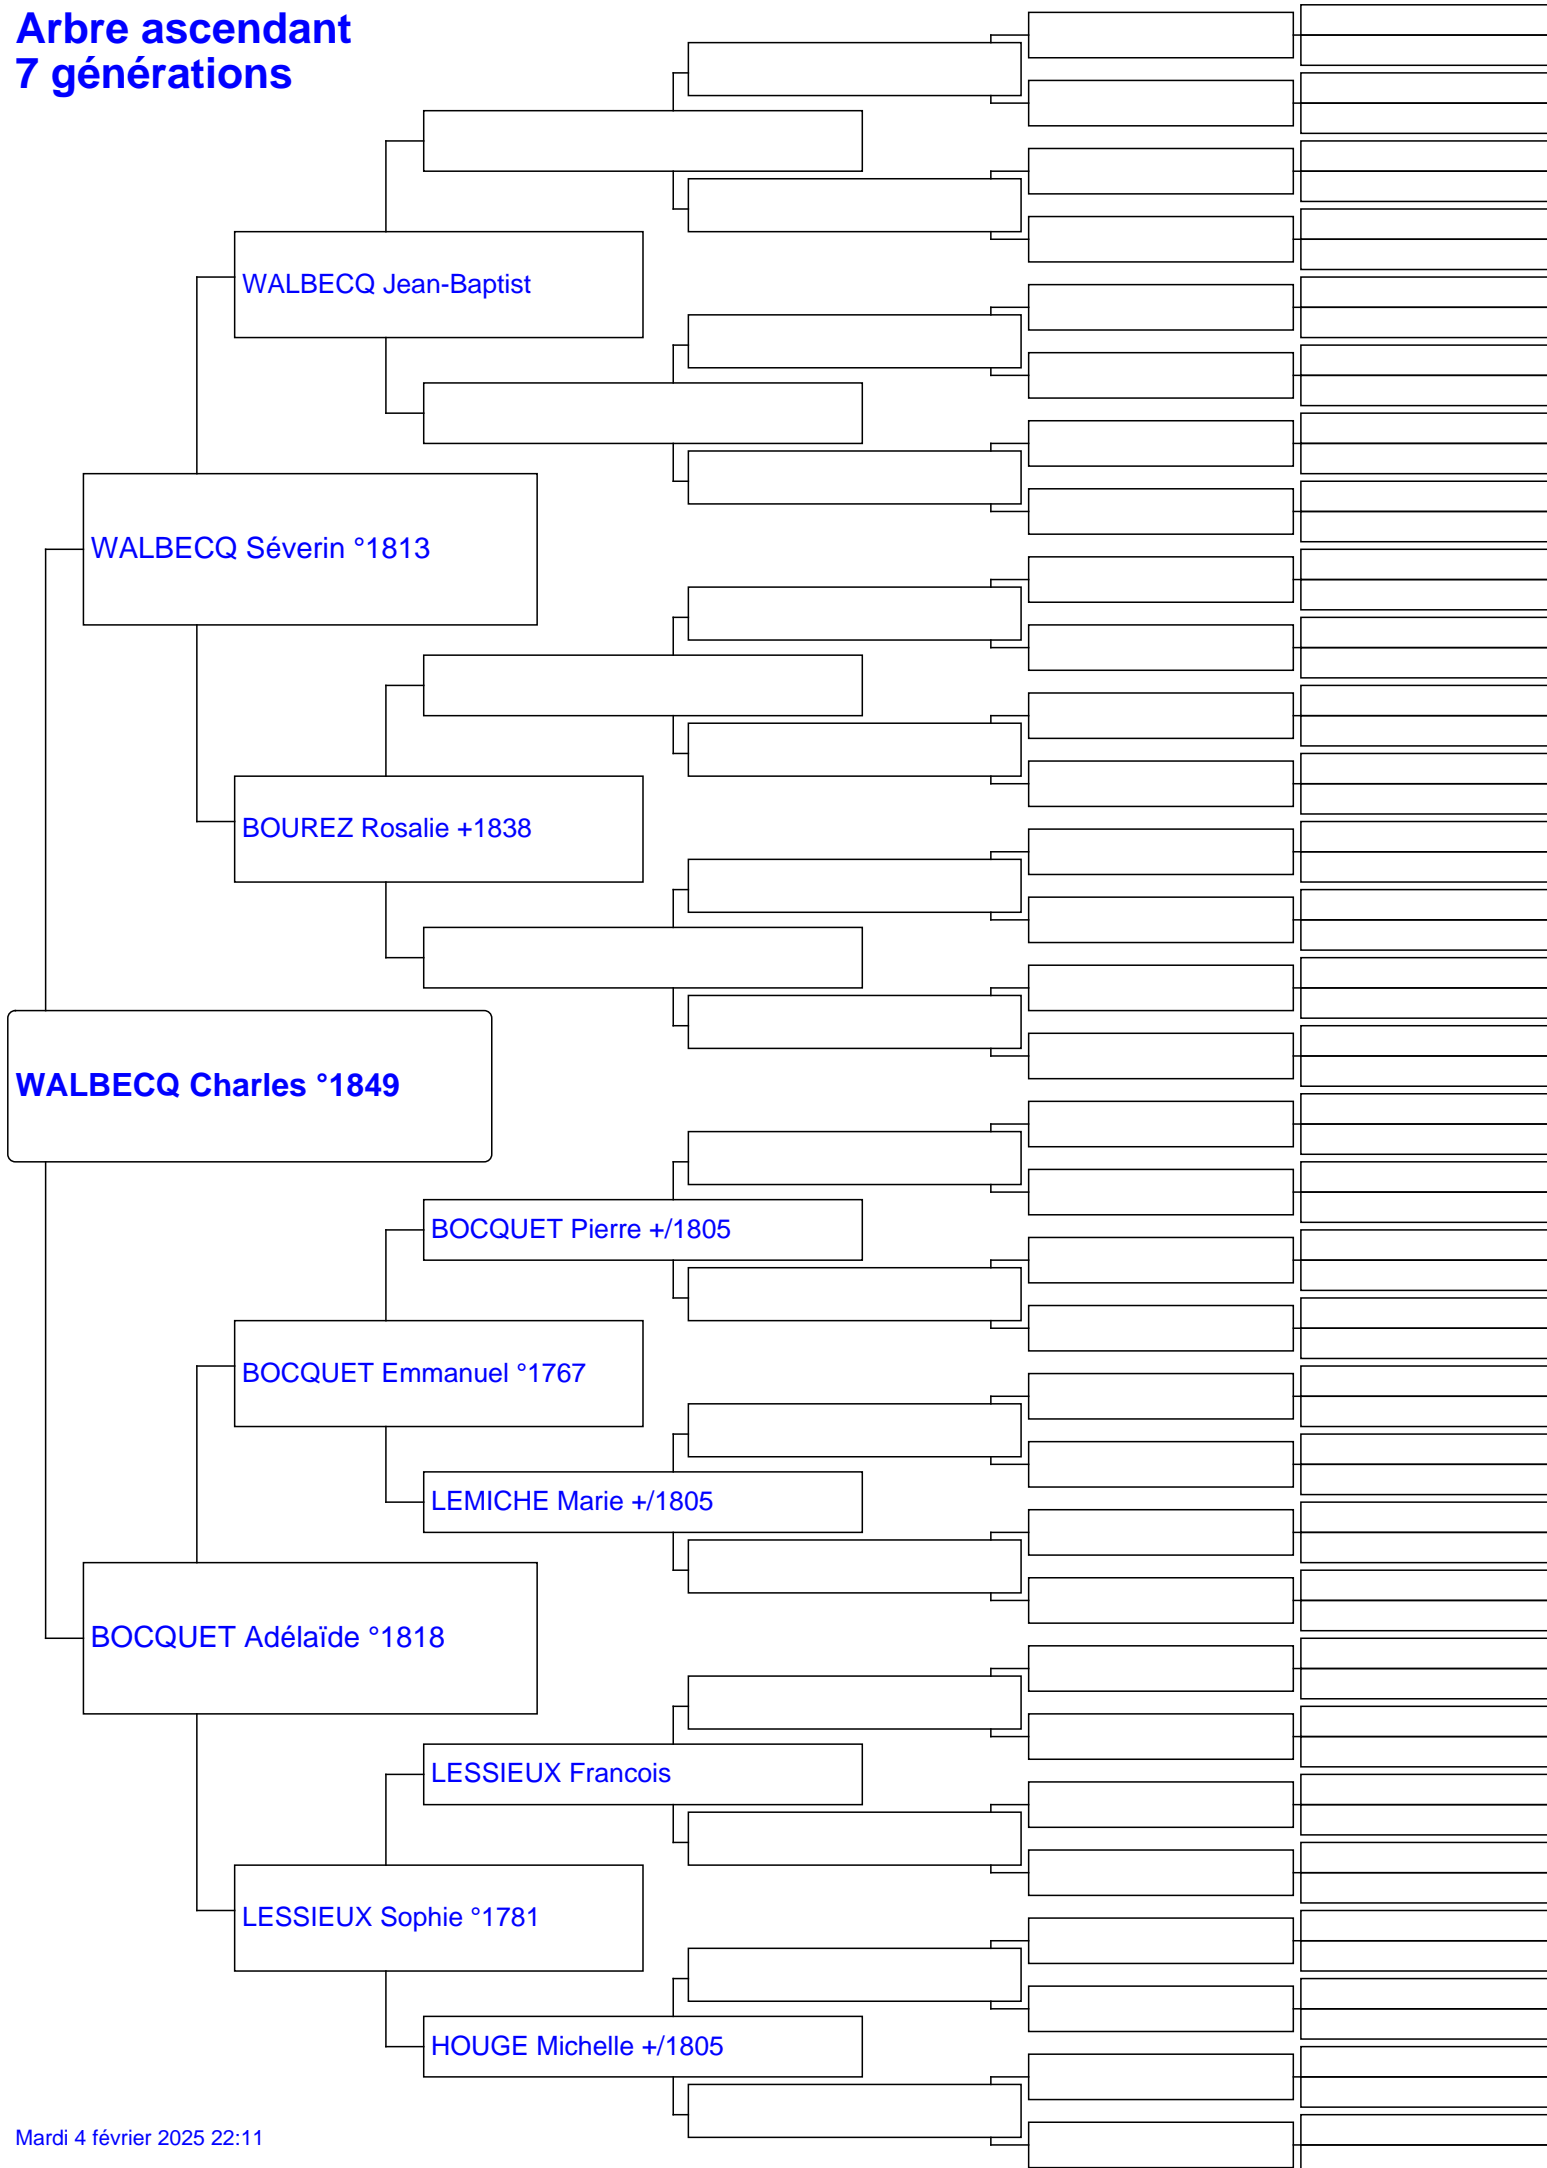 Arbre ascendant
7 générations
WALBECQ Jean-Baptist
WALBECQ Séverin °1813
BOUREZ Rosalie +1838
WALBECQ Charles °1849
BOCQUET Pierre +/1805
BOCQUET Emmanuel °1767
LEMICHE Marie +/1805
BOCQUET Adélaïde °1818
LESSIEUX Francois
LESSIEUX Sophie °1781
HOUGE Michelle +/1805
Mardi 4 février 2025 22:11